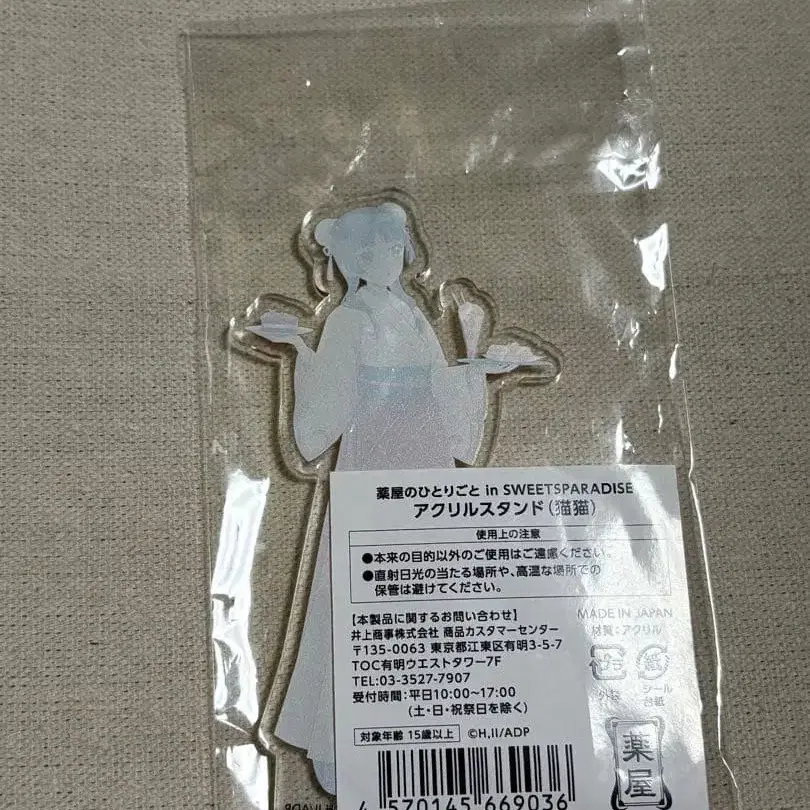 薬屋のひとりごと in SWEETSPARADISE
アクリルスタンド(猫猫)
使用上の注意
●本来の目的以外のご使用はご遠慮ください。
●直射日光の当たる場所や、高温な場所での
保管は避けてください。
【本製品に関するお問い合わせ】
井上商事株式会社 商品カスタマーセンター
〒135-0063 東京都江東区有明3-5-7
TOC有明ウエストタワー7F
TEL:03-3527-7907
受付時間:平日10:00~17:00
(土・日・祝祭日を除く)
対象年齢 15歳以上 ©H,II/ADP
MADE IN JAPAN
材質:アクリル
プラ 紙
外袋 シール
台紙
薬屋
4 570145 669036